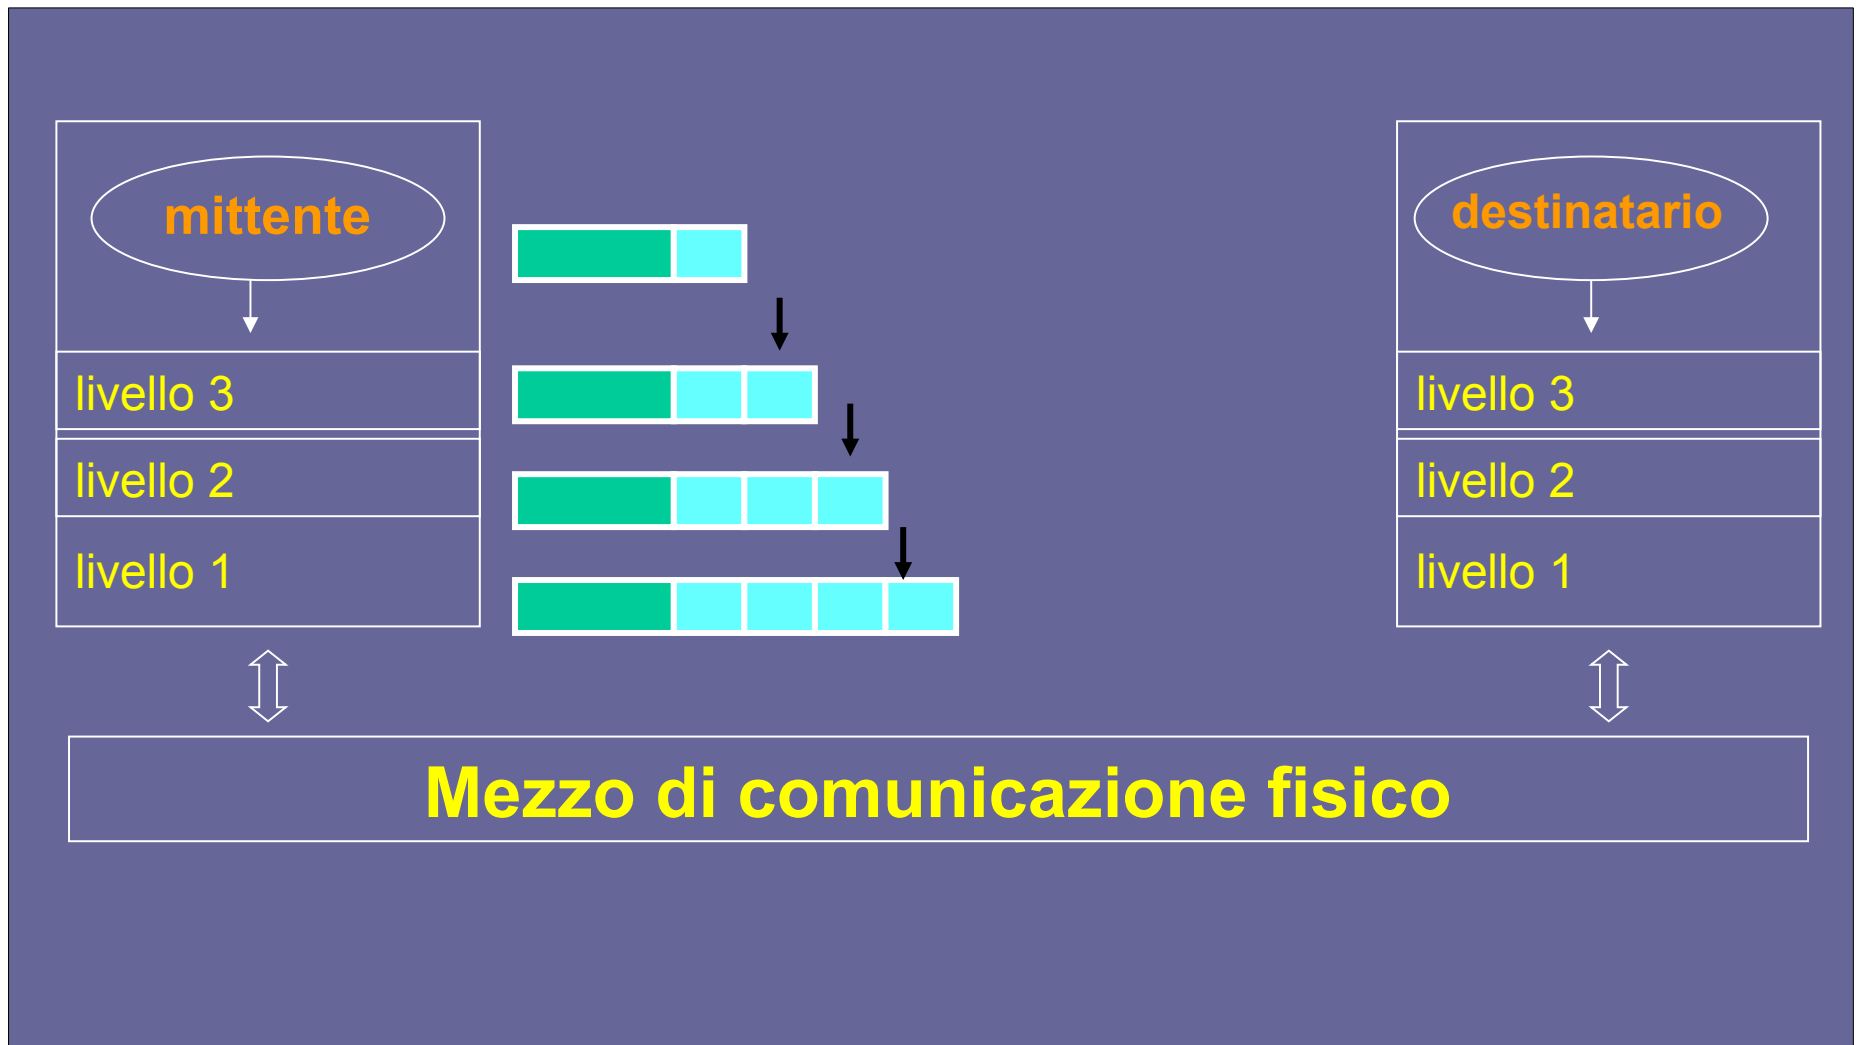 mittente
livello 3
livello 2
livello 1
destinatario
livello 3
livello 2
livello 1
Mezzo di comunicazione fisico